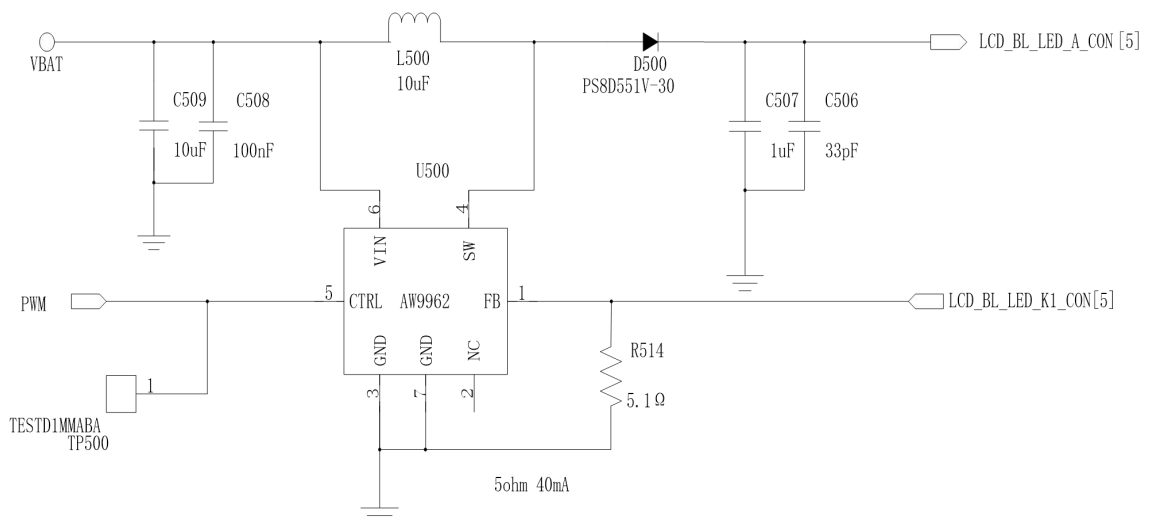 VBAT
L500
10uF
D500
PS8D551V-30
LCD_BL_LED_A_CON [5]
C509
10uF
C508
100nF
C507
1uF
C506
33pF
U500
6
4
VIN
SW
PWM
5
CTRL
AW9962
FB
1
LCD_BL_LED_K1_CON[5]
GND
GND
NC
3
7
2
R514
5.1Ω
1
TESTD1MMABA
TP500
5ohm 40mA